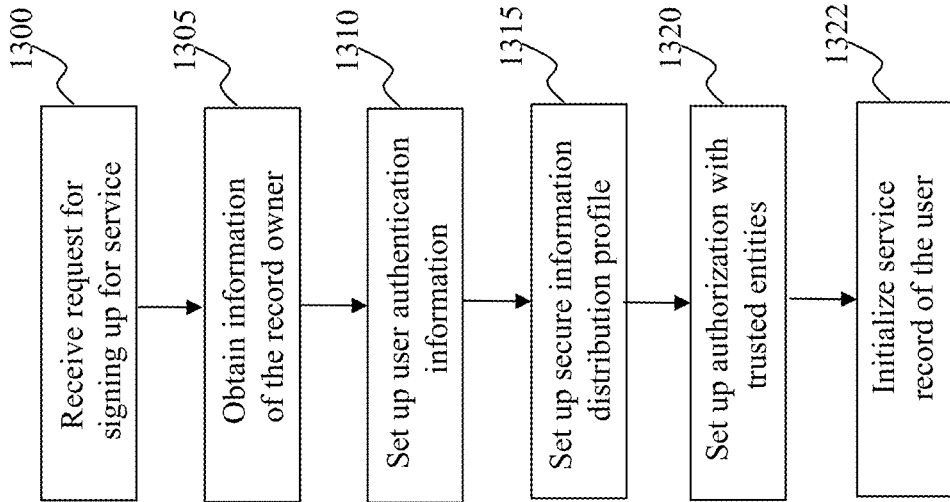 Receive request for
signing up for service
1300
Obtain information
of the record owner
1305
Set up user authentication
information
1310
Set up secure information
distribution profile
1315
Set up authorization with
trusted entities
1320
Initialize service
record of the user
1322